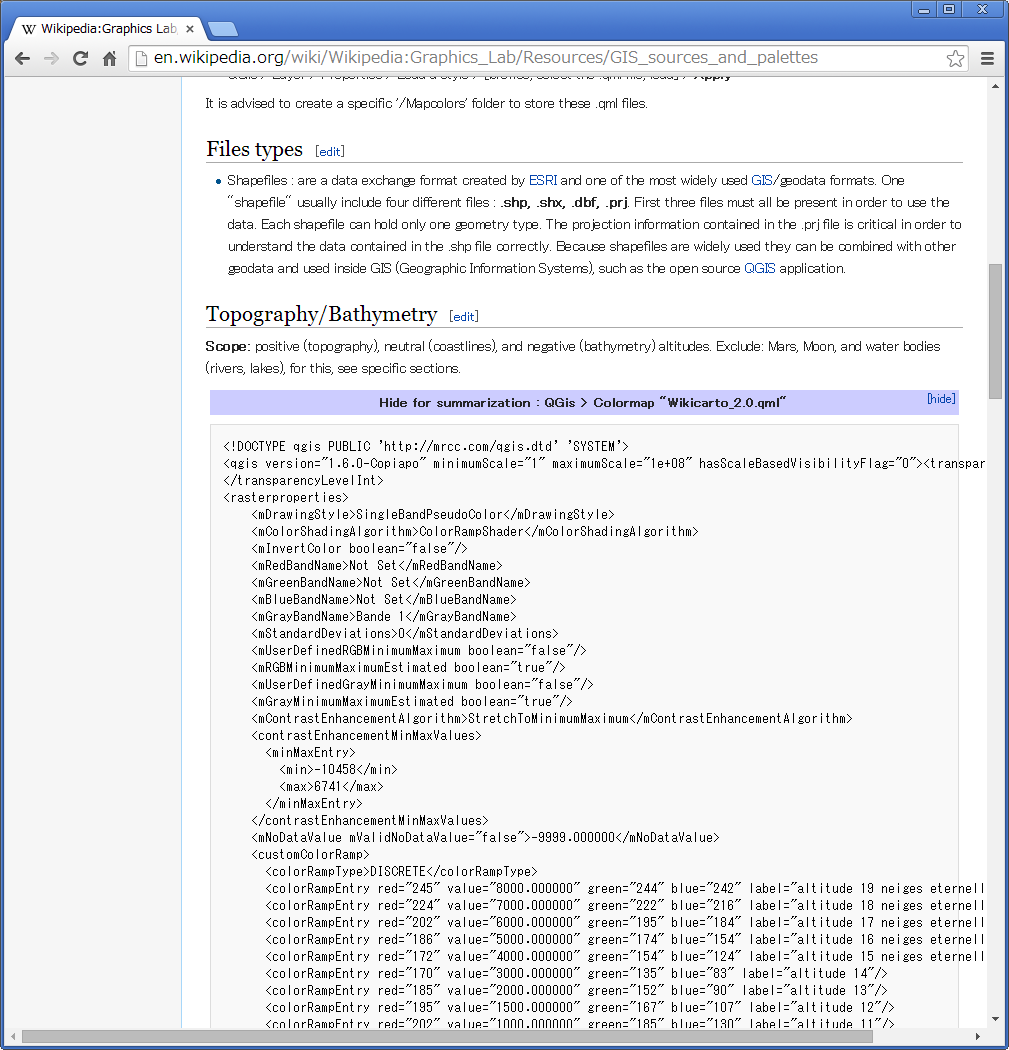 Wikipedia:Graphics Lab
en.wikipedia.org/wiki/Wikipedia:Graphics_Lab/Resources/GIS_sources_and_palettes
It is advised to create a specific '/Mapcolors' folder to store these .qml files.
Files types [edit]
Shapefiles : are a data exchange format created by ESRI and one of the most widely used GIS/geodata formats. One
"shapefile" usually include four different files : .shp, .shx, .dbf, .prj. First three files must all be present in order to use the
data. Each shapefile can hold only one geometry type. The projection information contained in the .prj file is critical in order to
understand the data contained in the .shp file correctly. Because shapefiles are widely used they can be combined with other
geodata and used inside GIS (Geographic Information Systems), such as the open source QGIS application.
Topography/Bathymetry [edit]
Scope: positive (topography), neutral (coastlines), and negative (bathymetry) altitudes. Exclude: Mars, Moon, and water bodies
(rivers, lakes), for this, see specific sections.
Hide for summarization : QGis > Colormap "Wikicarto_2.0.qml" [hide]
<!DOCTYPE qgis PUBLIC 'http://mrcc.com/qgis.dtd' 'SYSTEM'>
<qgis version="1.6.0-Copiapo" minimumScale="1" maximumScale="1e+08" hasScaleBasedVisibilityFlag="0"><transpar
</transparencyLevelInt>
<rasterproperties>
<mDrawingStyle>SingleBandPseudoColor</mDrawingStyle>
<mColorShadingAlgorithm>ColorRampShader</mColorShadingAlgorithm>
<mInvertColor boolean="false"/>
<mRedBandName>Not Set</mRedBandName>
<mGreenBandName>Not Set</mGreenBandName>
<mBlueBandName>Not Set</mBlueBandName>
<mGrayBandName>Bande 1</mGrayBandName>
<mStandardDeviations>0</mStandardDeviations>
<mUserDefinedRGBMinimumMaximum boolean="false"/>
<mRGBMinimumMaximumEstimated boolean="true"/>
<mUserDefinedGrayMinimumMaximum boolean="false"/>
<mGrayMinimumMaximumEstimated boolean="true"/>
<mContrastEnhancementAlgorithm>StretchToMinimumMaximum</mContrastEnhancementAlgorithm>
<contrastEnhancementMinMaxValues>
<minMaxEntry>
<min>-10458</min>
<max>6741</max>
</minMaxEntry>
</contrastEnhancementMinMaxValues>
<mNoDataValue mValidNoDataValue="false">-9999.000000</mNoDataValue>
<customColorRamp>
<colorRampType>DISCRETE</colorRampType>
<colorRampEntry red="245" value="8000.000000" green="244" blue="242" label="altitude 19 neiges eternell
<colorRampEntry red="224" value="7000.000000" green="222" blue="216" label="altitude 18 neiges eternell
<colorRampEntry red="202" value="6000.000000" green="195" blue="184" label="altitude 17 neiges eternell
<colorRampEntry red="186" value="5000.000000" green="174" blue="154" label="altitude 16 neiges eternell
<colorRampEntry red="172" value="4000.000000" green="154" blue="124" label="altitude 15 neiges eternell
<colorRampEntry red="170" value="3000.000000" green="135" blue="83" label="altitude 14"/>
<colorRampEntry red="185" value="2000.000000" green="152" blue="90" label="altitude 13"/>
<colorRampEntry red="195" value="1500.000000" green="167" blue="107" label="altitude 12"/>
<colorRampEntry red="202" value="1000.000000" green="185" blue="130" label="altitude 11"/>